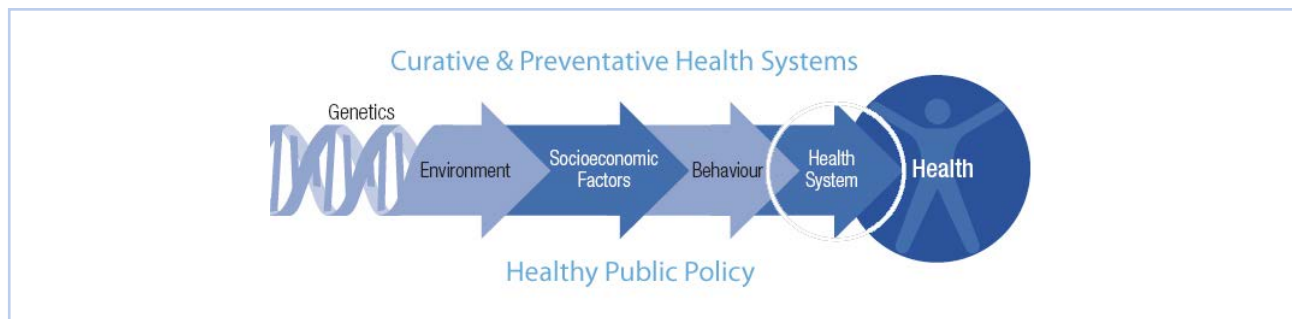 Curative & Preventative Health Systems
Genetics
Environment
Socioeconomic
Factors
Behaviour
Health
System
Health
Healthy Public Policy